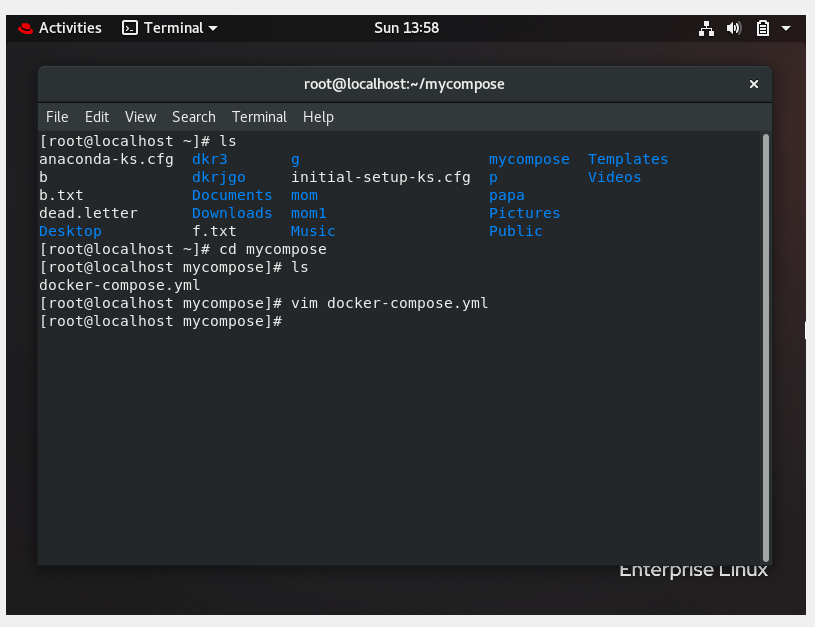 Activities Terminal Sun 13:58
root@localhost:~/mycompose ×
File Edit View Search Terminal Help
[root@localhost ~]# ls
anaconda-ks.cfg dkr3 g mycompose Templates
b dkrjgo initial-setup-ks.cfg p Videos
b.txt Documents mom papa
dead.letter Downloads mom1 Pictures
Desktop f.txt Music Public
[root@localhost ~]# cd mycompose
[root@localhost mycompose]# ls
docker-compose.yml
[root@localhost mycompose]# vim docker-compose.yml
[root@localhost mycompose]#
Enterprise Linux